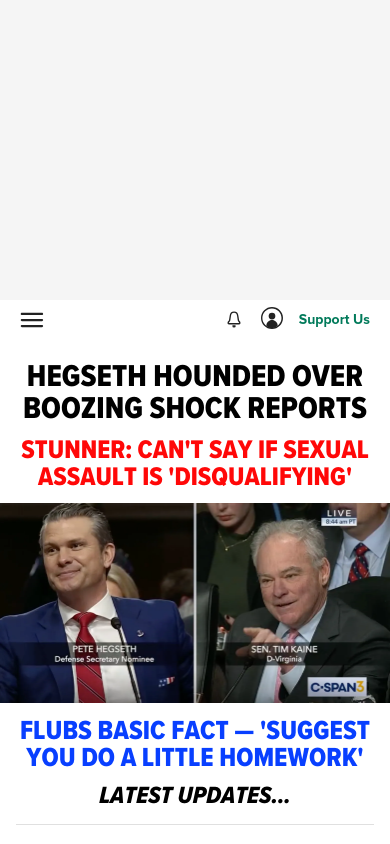 Support Us
HEGSETH HOUNDED OVER
BOOZING SHOCK REPORTS
STUNNER: CAN'T SAY IF SEXUAL
ASSAULT IS 'DISQUALIFYING'
LIVE
8:44 am PT
PETE HEGSETH
Defense Secretary Nominee
SEN. TIM KAINE
D-Virginia
C-SPAN3
FLUBS BASIC FACT — 'SUGGEST
YOU DO A LITTLE HOMEWORK'
LATEST UPDATES...